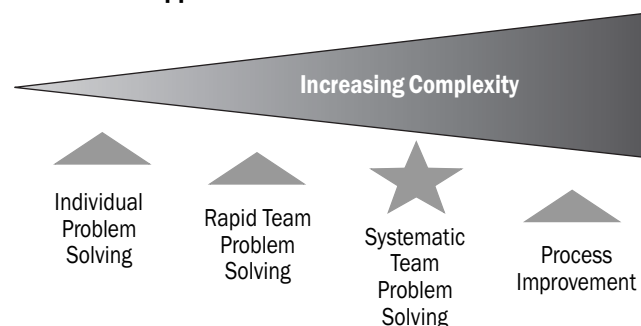 Increasing Complexity
Individual
Problem
Solving
Rapid Team
Problem
Solving
Systematic
Team
Problem
Solving
Process
Improvement